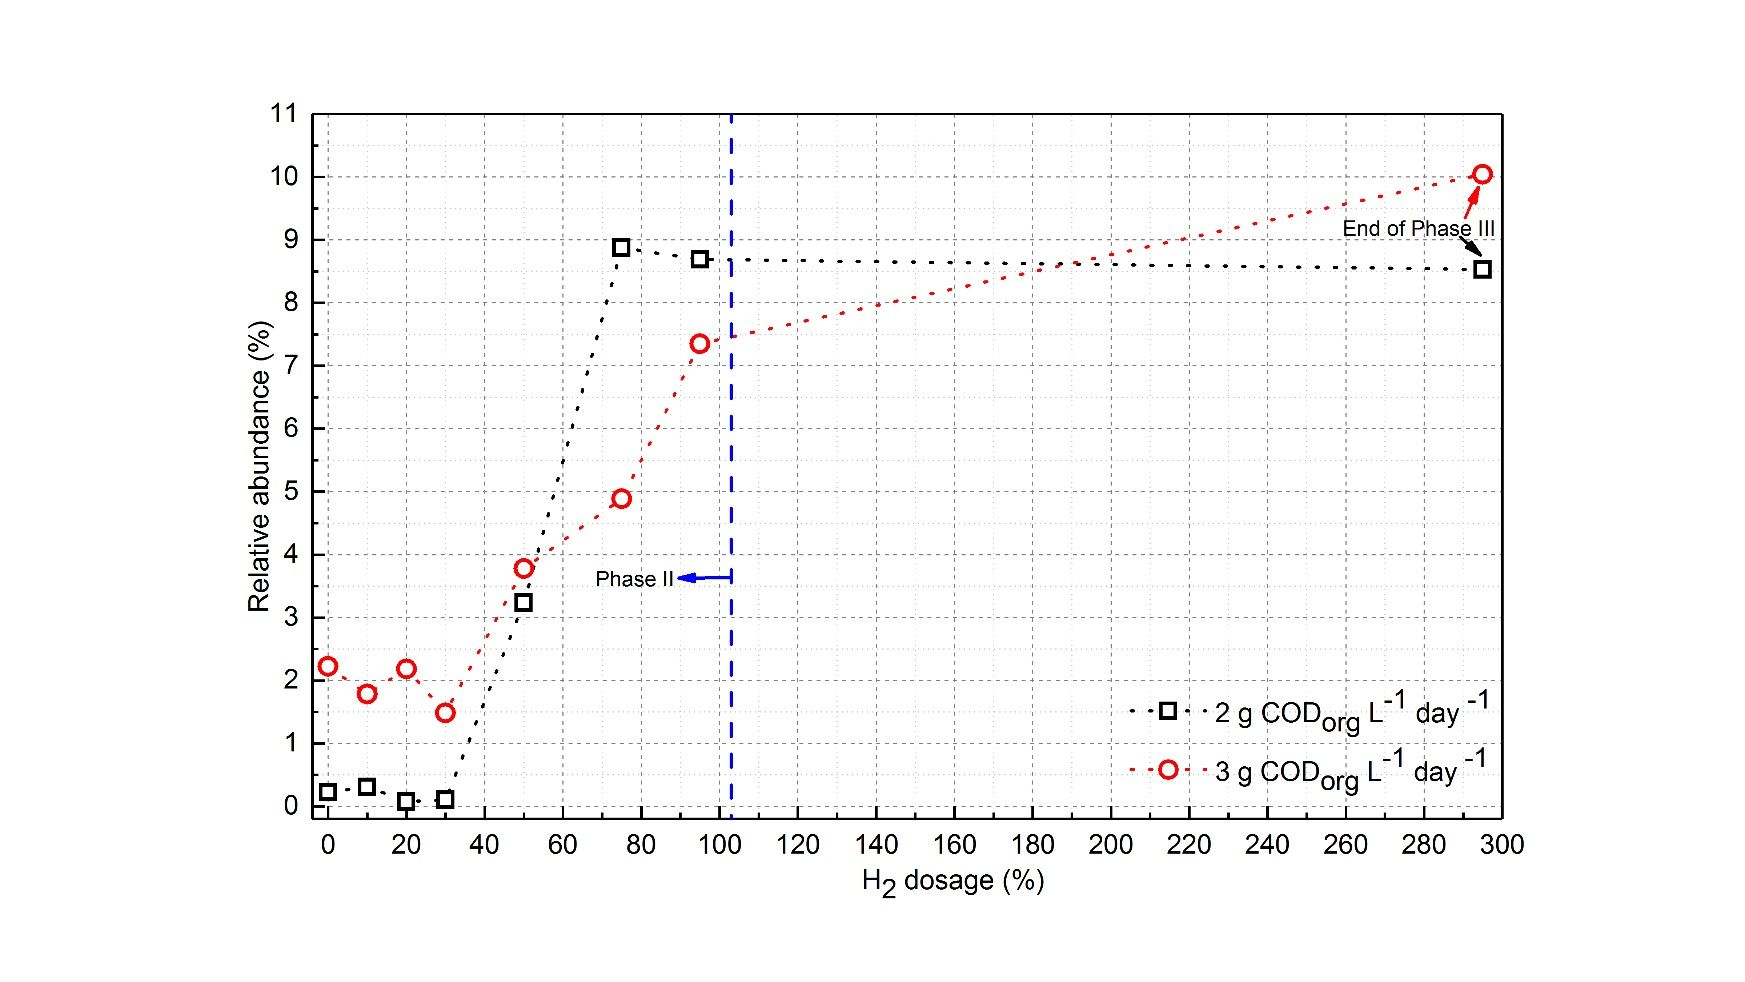 11
10
9
8
7
6
5
4
3
2
1
0
Relative abundance (%)
End of Phase III
Phase II
2 g CODorg L-1 day -1
3 g CODorg L-1 day -1
0 20 40 60 80 100 120 140 160 180 200 220 240 260 280 300
H2 dosage (%)